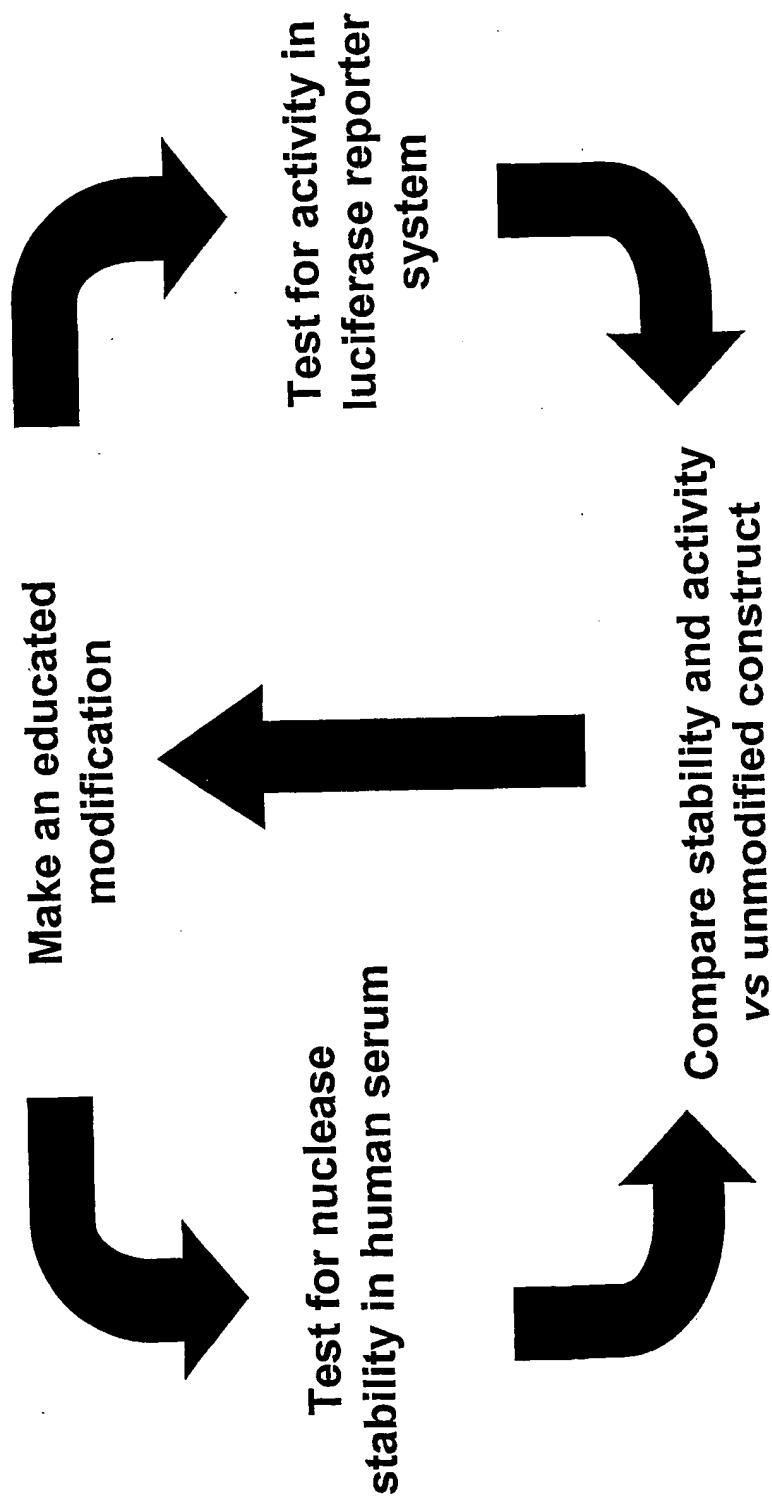 Make an educated
modification
Test for nuclease
stability in human serum
Test for activity in
luciferase reporter
system
Compare stability and activity
vs unmodified construct